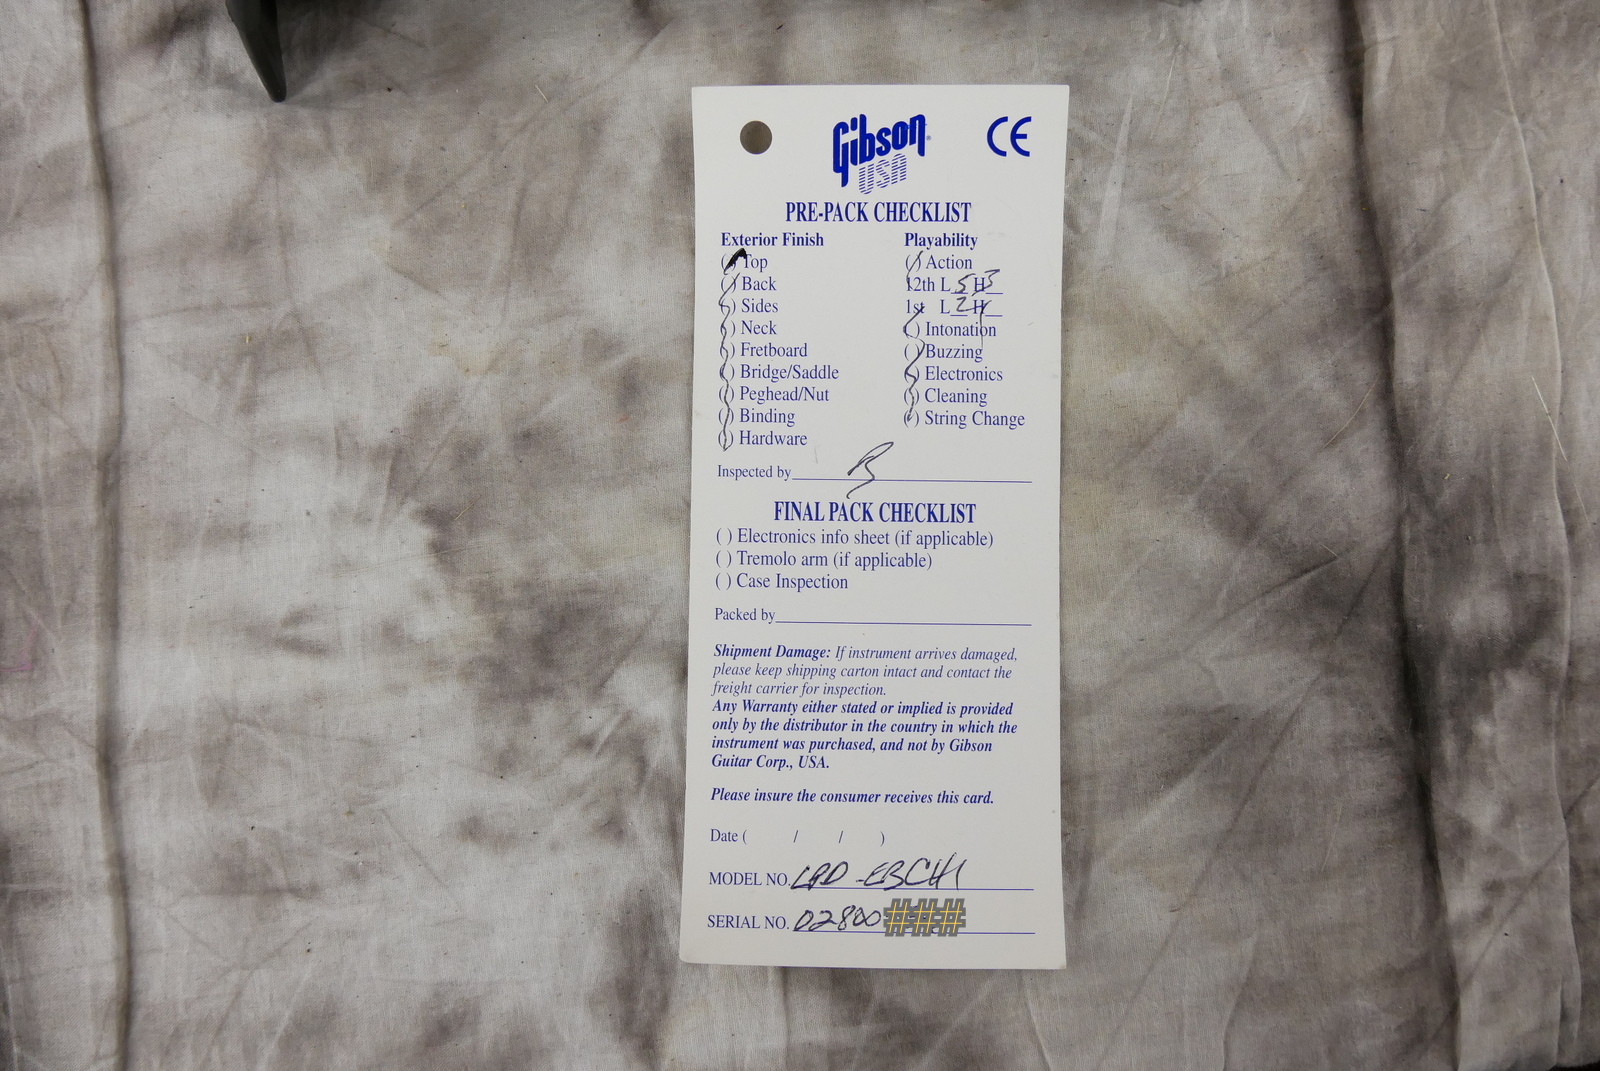 Gibson
USA
CE
PRE-PACK CHECKLIST
Exterior Finish
( ) Top
( ) Back
( ) Sides
( ) Neck
( ) Fretboard
( ) Bridge/Saddle
( ) Peghead/Nut
( ) Binding
( ) Hardware
Playability
( ) Action
12th L 5 H 3
1st L 2 H 1
( ) Intonation
( ) Buzzing
( ) Electronics
( ) Cleaning
( ) String Change
Inspected by
FINAL PACK CHECKLIST
( ) Electronics info sheet (if applicable)
( ) Tremolo arm (if applicable)
( ) Case Inspection
Packed by
Shipment Damage: If instrument arrives damaged,
please keep shipping carton intact and contact the
freight carrier for inspection.
Any Warranty either stated or implied is provided
only by the distributor in the country in which the
instrument was purchased, and not by Gibson
Guitar Corp., USA.
Please insure the consumer receives this card.
Date ( / / )
MODEL NO. LPD-EBCH1
SERIAL NO. 02800###